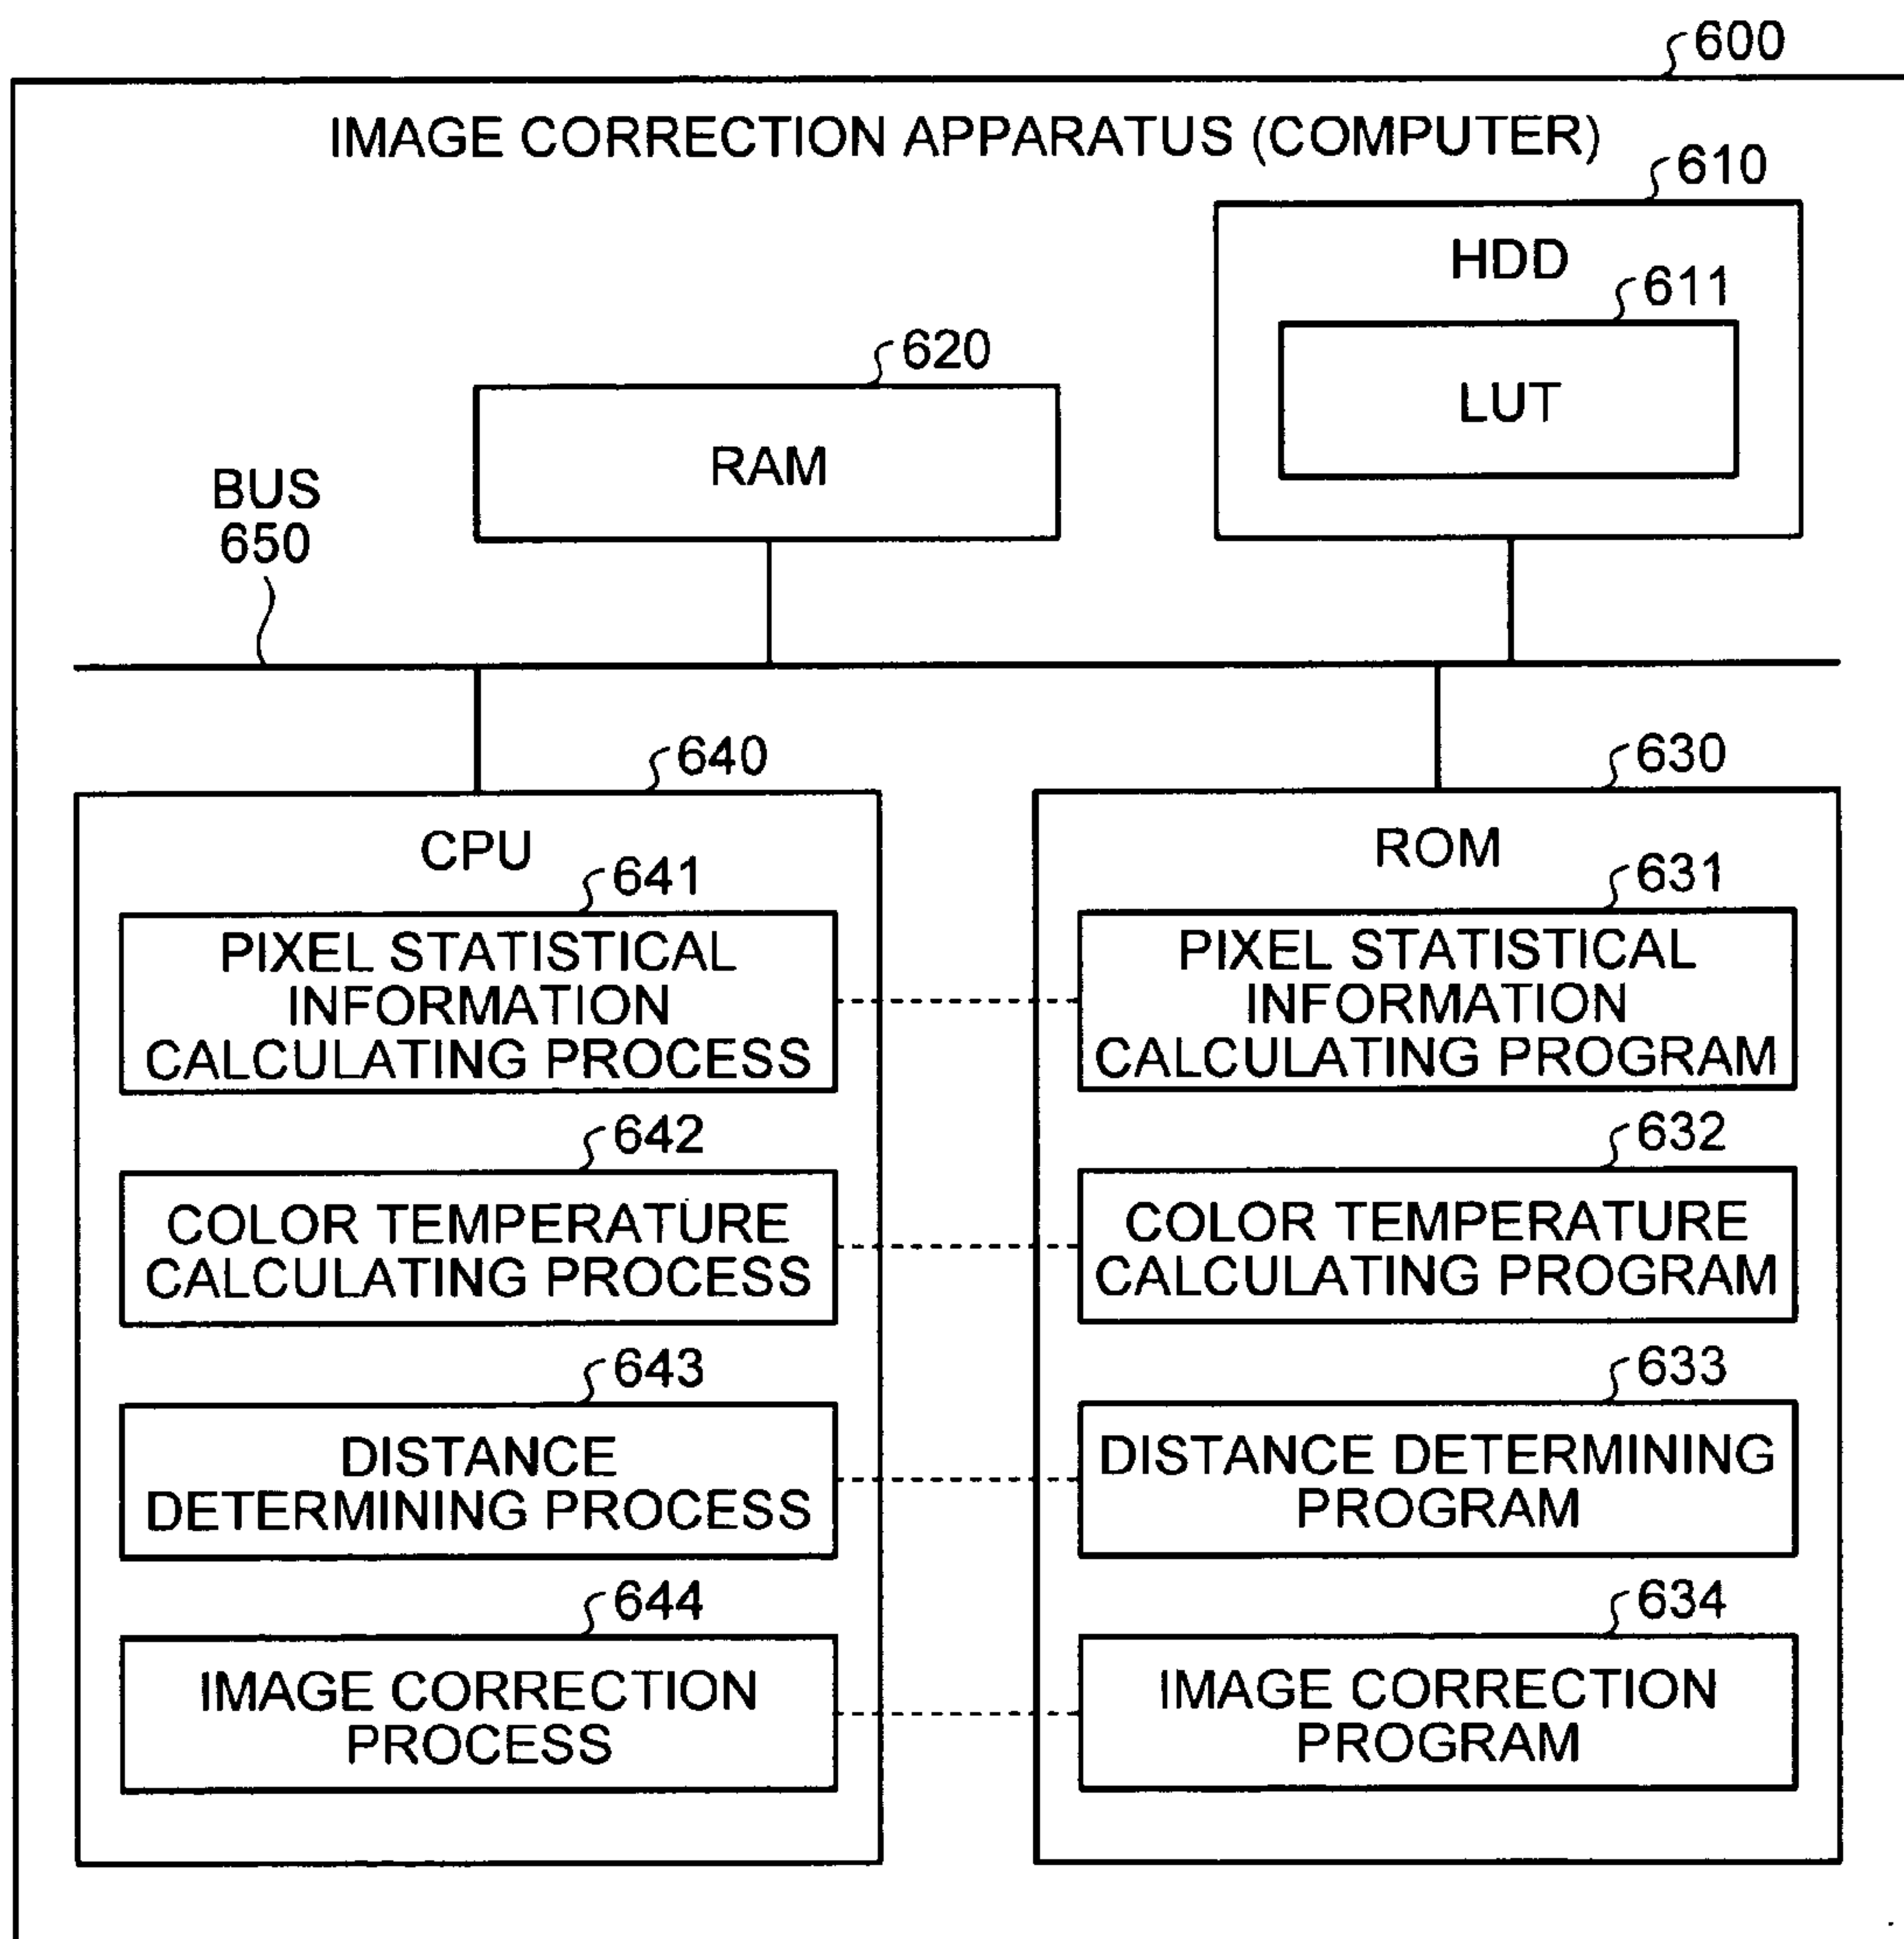 600
IMAGE CORRECTION APPARATUS (COMPUTER)
610
HDD
611
LUT
620
RAM
BUS
650
640
CPU
641
PIXEL STATISTICAL
INFORMATION
CALCULATING PROCESS
642
COLOR TEMPERATURE
CALCULATING PROCESS
643
DISTANCE
DETERMINING PROCESS
644
IMAGE CORRECTION
PROCESS
630
ROM
631
PIXEL STATISTICAL
INFORMATION
CALCULATING PROGRAM
632
COLOR TEMPERATURE
CALCULATING PROGRAM
633
DISTANCE DETERMINING
PROGRAM
634
IMAGE CORRECTION
PROGRAM